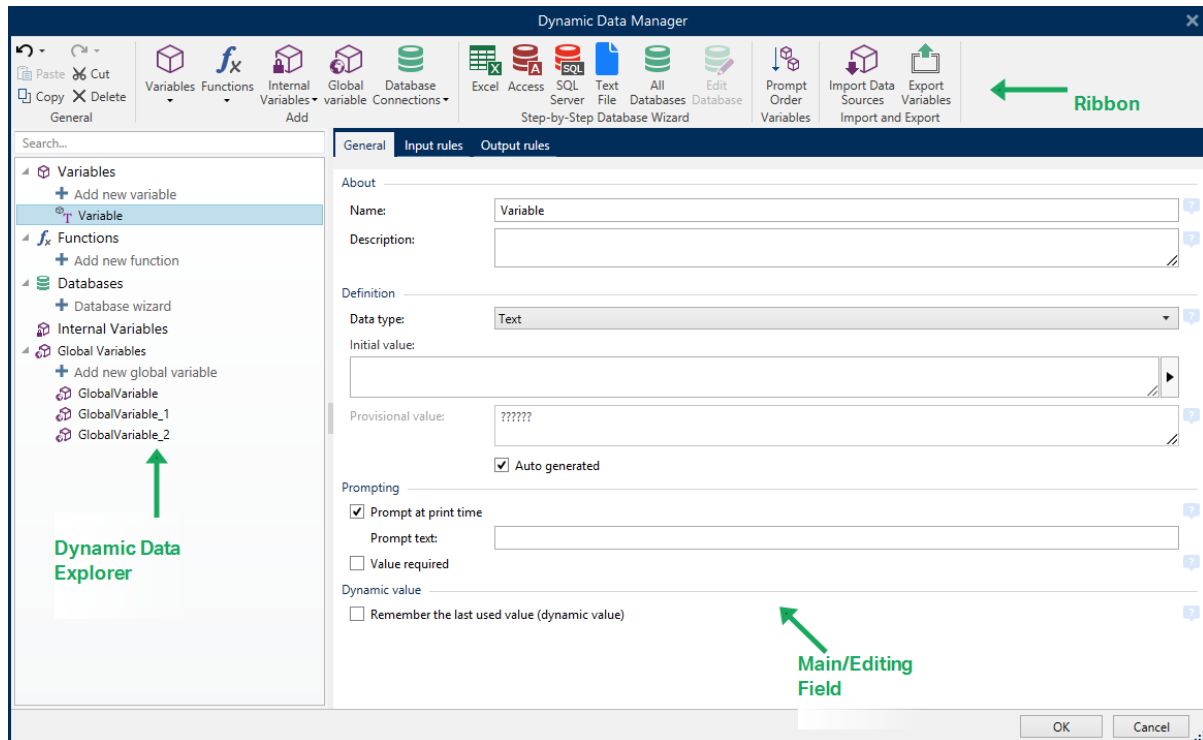 Dynamic Data Manager
Paste Cut
Copy Delete
General
Variables Functions Internal Variables Global variable Database Connections
Add
Excel Access SQL Server Text File All Databases Edit Database
Step-by-Step Database Wizard
Prompt Order
Variables
Import Data Sources Export Variables
Import and Export
Ribbon
Search...
Variables
Add new variable
Variable
Functions
Add new function
Databases
Database wizard
Internal Variables
Global Variables
Add new global variable
GlobalVariable
GlobalVariable_1
GlobalVariable_2
Dynamic Data
Explorer
General Input rules Output rules
About
Name: Variable
Description:
Definition
Data type: Text
Initial value:
Provisional value: ??????
Auto generated
Prompting
Prompt at print time
Prompt text:
Value required
Dynamic value
Remember the last used value (dynamic value)
Main/Editing
Field
OK Cancel